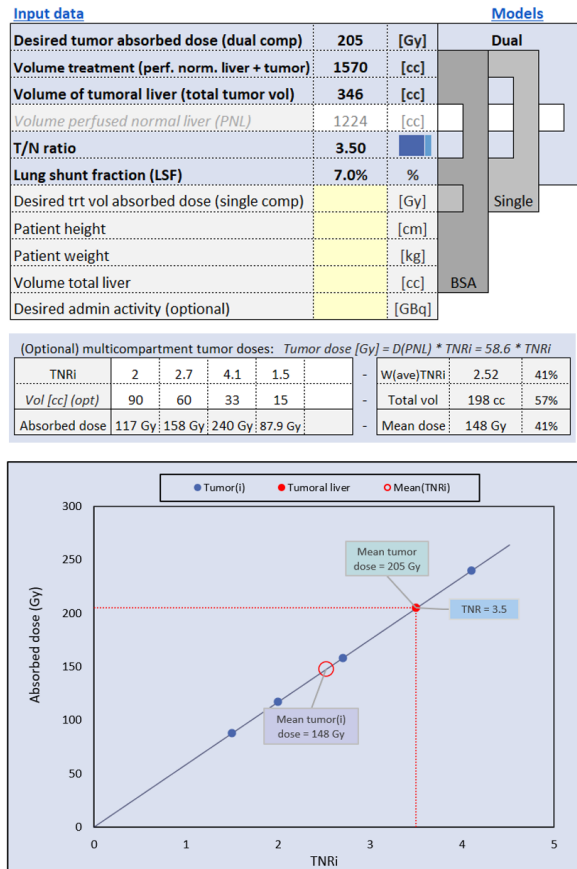 Input data Models
Desired tumor absorbed dose (dual comp) 205 [Gy] Dual
Volume treatment (perf. norm. liver + tumor) 1570 [cc]
Volume of tumoral liver (total tumor vol) 346 [cc]
Volume perfused normal liver (PNL) 1224 [cc]
T/N ratio 3.50
Lung shunt fraction (LSF) 7.0% %
Desired trt vol absorbed dose (single comp) [Gy] Single
Patient height [cm]
Patient weight [kg]
Volume total liver [cc] BSA
Desired admin activity (optional) [GBq]
(Optional) multicompartment tumor doses: Tumor dose [Gy] = D(PNL) * TNRi = 58.6 * TNRi
TNRi 2 2.7 4.1 1.5 - W(ave)TNRi 2.52 41%
Vol [cc] (opt) 90 60 33 15 - Total vol 198 cc 57%
Absorbed dose 117 Gy 158 Gy 240 Gy 87.9 Gy - Mean dose 148 Gy 41%
Tumor(i) Tumoral liver Mean(TNRi)
300
250
200
150
100
50
0
Absorbed dose (Gy)
Mean tumor
dose = 205 Gy
TNR = 3.5
Mean tumor(i)
dose = 148 Gy
0 1 2 3 4 5
TNRi